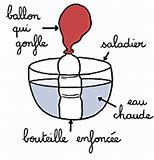 ballon
qui
gonfle
saladier
eau
chaude
bouteille enfoncée